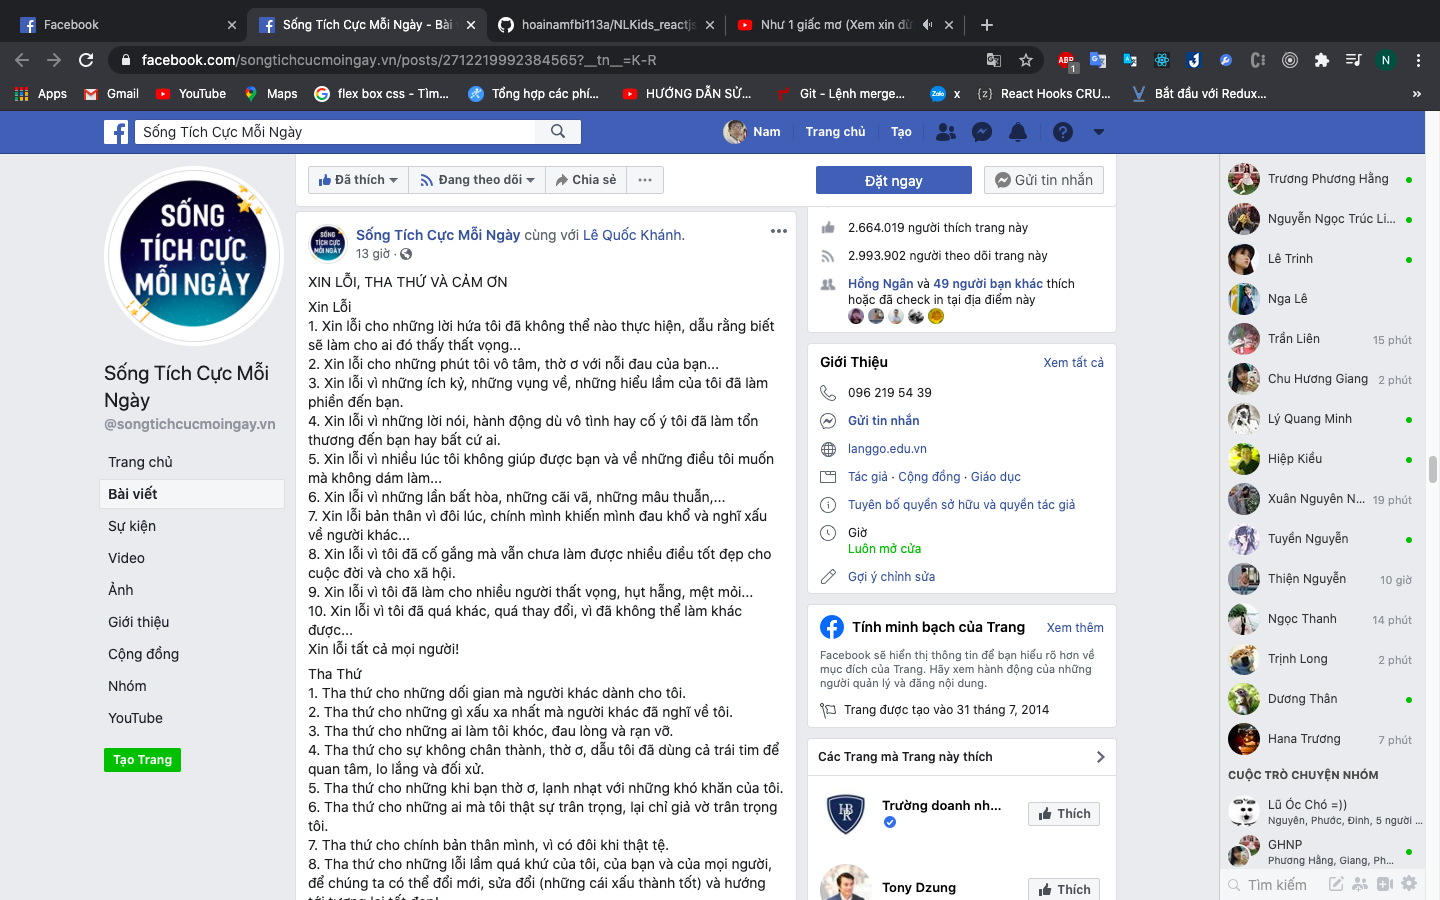 Facebook
Sống Tích Cực Mỗi Ngày - Bài
hoainamfbi113a/NLKids_reactjs
Như 1 giấc mơ (Xem xin đừ
facebook.com/songtichcucmoingay.vn/posts/2712219992384565?__tn__=K-R
ABP
1
N
Apps
Gmail
YouTube
Maps
flex box css - Tìm...
Tổng hợp các phí...
HƯỚNG DẪN SỬ...
Git - Lệnh merge...
Zalo
x
{z}
React Hooks CRU...
Bắt đầu với Redux...
»
Sống Tích Cực Mỗi Ngày
Nam
Trang chủ
Tạo
SỐNG
TÍCH CỰC
MỖI NGÀY
Sống Tích Cực Mỗi
Ngày
@songtichcucmoingay.vn
Trang chủ
Bài viết
Sự kiện
Video
Ảnh
Giới thiệu
Cộng đồng
Nhóm
YouTube
Tạo Trang
Đã thích
Đang theo dõi
Chia sẻ
...
Đặt ngay
Gửi tin nhắn
SỐNG
TÍCH CỰC
MỖI NGÀY
Sống Tích Cực Mỗi Ngày cùng với Lê Quốc Khánh.
13 giờ ·
XIN LỖI, THA THỨ VÀ CẢM ƠN
Xin Lỗi
1. Xin lỗi cho những lời hứa tôi đã không thể nào thực hiện, dẫu rằng biết
sẽ làm cho ai đó thấy thất vọng...
2. Xin lỗi cho những phút tôi vô tâm, thờ ơ với nỗi đau của bạn...
3. Xin lỗi vì những ích kỷ, những vụng về, những hiểu lầm của tôi đã làm
phiền đến bạn.
4. Xin lỗi vì những lời nói, hành động dù vô tình hay cố ý tôi đã làm tổn
thương đến bạn hay bất cứ ai.
5. Xin lỗi vì nhiều lúc tôi không giúp được bạn và về những điều tôi muốn
mà không dám làm...
6. Xin lỗi vì những lần bất hòa, những cãi vã, những mâu thuẫn,...
7. Xin lỗi bản thân vì đôi lúc, chính mình khiến mình đau khổ và nghĩ xấu
về người khác...
8. Xin lỗi vì tôi đã cố gắng mà vẫn chưa làm được nhiều điều tốt đẹp cho
cuộc đời và cho xã hội.
9. Xin lỗi vì tôi đã làm cho nhiều người thất vọng, hụt hẫng, mệt mỏi...
10. Xin lỗi vì tôi đã quá khác, quá thay đổi, vì đã không thể làm khác
được...
Xin lỗi tất cả mọi người!
Tha Thứ
1. Tha thứ cho những dối gian mà người khác dành cho tôi.
2. Tha thứ cho những gì xấu xa nhất mà người khác đã nghĩ về tôi.
3. Tha thứ cho những ai làm tôi khóc, đau lòng và rạn vỡ.
4. Tha thứ cho sự không chân thành, thờ ơ, dẫu tôi đã dùng cả trái tim để
quan tâm, lo lắng và đối xử.
5. Tha thứ cho những khi bạn thờ ơ, lạnh nhạt với những khó khăn của tôi.
6. Tha thứ cho những ai mà tôi thật sự trân trọng, lại chỉ giả vờ trân trọng
tôi.
7. Tha thứ cho chính bản thân mình, vì có đôi khi thật tệ.
8. Tha thứ cho những lỗi lầm quá khứ của tôi, của bạn và của mọi người,
để chúng ta có thể đổi mới, sửa đổi (những cái xấu thành tốt) và hướng
tới tương lai tốt đẹp!
2.664.019 người thích trang này
2.993.902 người theo dõi trang này
Hồng Ngân và 49 người bạn khác thích
hoặc đã check in tại địa điểm này
Giới Thiệu
Xem tất cả
096 219 54 39
Gửi tin nhắn
langgo.edu.vn
Tác giả · Cộng đồng · Giáo dục
Tuyên bố quyền sở hữu và quyền tác giả
Giờ
Luôn mở cửa
Gợi ý chỉnh sửa
Tính minh bạch của Trang
Xem thêm
Facebook sẽ hiển thị thông tin để bạn hiểu rõ hơn về
mục đích của Trang. Hãy xem hành động của những
người quản lý và đăng nội dung.
Trang được tạo vào 31 tháng 7, 2014
Các Trang mà Trang này thích
Trường doanh nh...
Thích
Tony Dzung
Thích
Trương Phương Hằng
Nguyễn Ngọc Trúc Li...
Lê Trinh
Nga Lê
Trần Liên 15 phút
Chu Hương Giang 2 phút
Lý Quang Minh
Hiệp Kiều
Xuân Nguyên N... 19 phút
Tuyền Nguyễn
Thiện Nguyễn 10 giờ
Ngọc Thanh 14 phút
Trịnh Long 2 phút
Dương Thân
Hana Trương 7 phút
CUỘC TRÒ CHUYỆN NHÓM
Lũ Óc Chó =))
Nguyên, Phước, Đinh, 5 người ...
GHNP
Phương Hằng, Giang, Ph...
Tìm kiếm